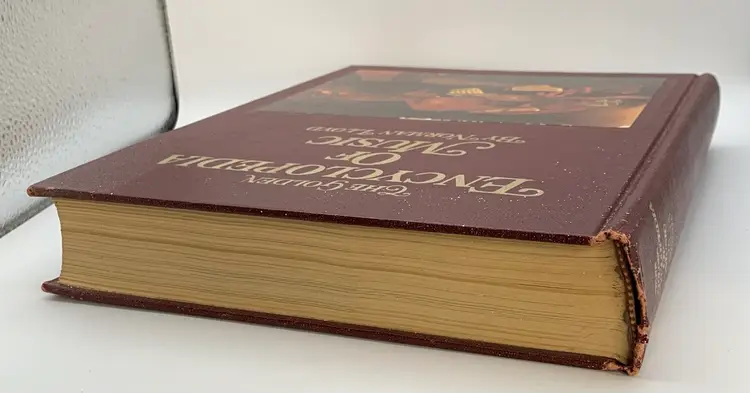 The Golden
Encyclopedia
Of
Music
By Norman Lloyd